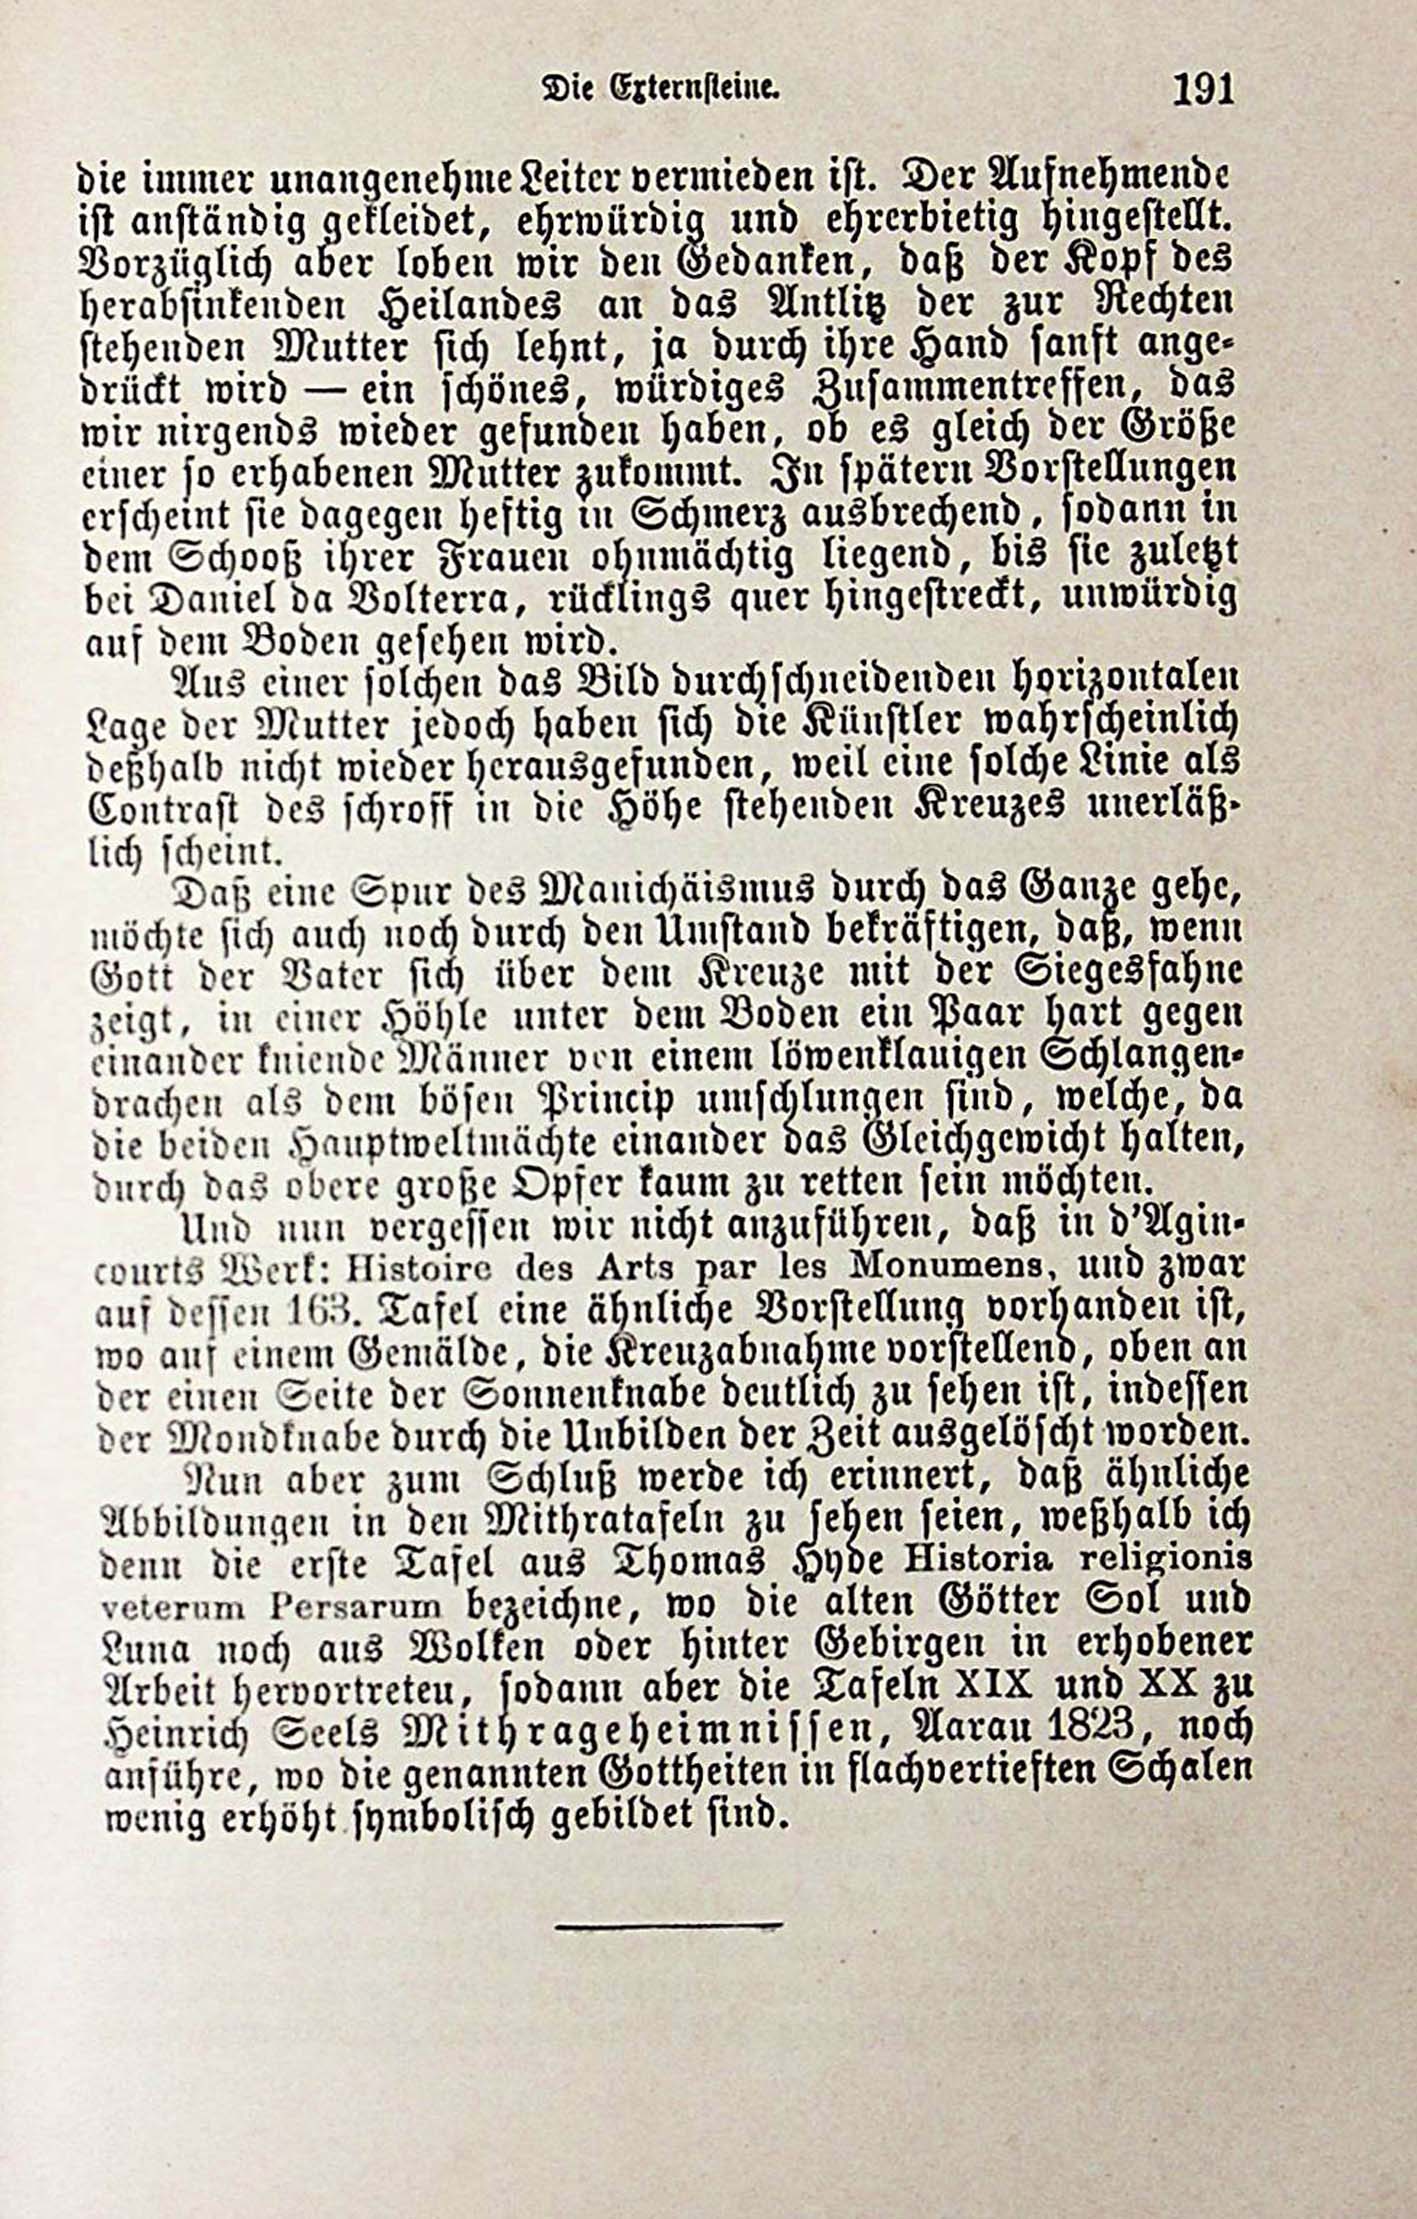 Die Externsteine. 191
die immer unangenehme Leiter vermieden ist. Der Aufnehmende
ist anständig gekleidet, ehrwürdig und ehrerbietig hingestellt.
Vorzüglich aber loben wir den Gedanken, daß der Kopf des
herabsinkenden Heilandes an das Antlitz der zur Rechten
stehenden Mutter sich lehnt, ja durch ihre Hand sanft ange-
drückt wird — ein schönes, würdiges Zusammentreffen, das
wir nirgends wieder gefunden haben, ob es gleich der Größe
einer so erhabenen Mutter zukommt. In spätern Vorstellungen
erscheint sie dagegen heftig in Schmerz ausbrechend, sodann in
dem Schooß ihrer Frauen ohnmächtig liegend, bis sie zuletzt
bei Daniel da Volterra, rücklings quer hingestreckt, unwürdig
auf dem Boden gesehen wird.
Aus einer solchen das Bild durchschneidenden horizontalen
Lage der Mutter jedoch haben sich die Künstler wahrscheinlich
deßhalb nicht wieder herausgefunden, weil eine solche Linie als
Contrast des schroff in die Höhe stehenden Kreuzes unerläß-
lich scheint.
Daß eine Spur des Manichäismus durch das Ganze gehe,
möchte sich auch noch durch den Umstand bekräftigen, daß, wenn
Gott der Vater sich über dem Kreuze mit der Siegesfahne
zeigt, in einer Höhle unter dem Boden ein Paar hart gegen
einander kniende Männer von einem löwenklauigen Schlangen-
drachen als dem bösen Princip umschlungen sind, welche, da
die beiden Hauptweltmächte einander das Gleichgewicht halten,
durch das obere große Opfer kaum zu retten sein möchten.
Und nun vergessen wir nicht anzuführen, daß in d'Agin-
courts Werk: Histoire des Arts par les Monumens, und zwar
auf dessen 163. Tafel eine ähnliche Vorstellung vorhanden ist,
wo auf einem Gemälde, die Kreuzabnahme vorstellend, oben an
der einen Seite der Sonnenknabe deutlich zu sehen ist, indessen
der Mondknabe durch die Unbilden der Zeit ausgelöscht worden.
Nun aber zum Schluß werde ich erinnert, daß ähnliche
Abbildungen in den Mithratafeln zu sehen seien, weßhalb ich
denn die erste Tafel aus Thomas Hyde Historia religionis
veterum Persarum bezeichne, wo die alten Götter Sol und
Luna noch aus Wolken oder hinter Gebirgen in erhobener
Arbeit hervortreten, sodann aber die Tafeln XIX und XX zu
Heinrich Seels Mithrageheimnissen, Aarau 1823, noch
anführe, wo die genannten Gottheiten in flachvertieften Schalen
wenig erhöht symbolisch gebildet sind.